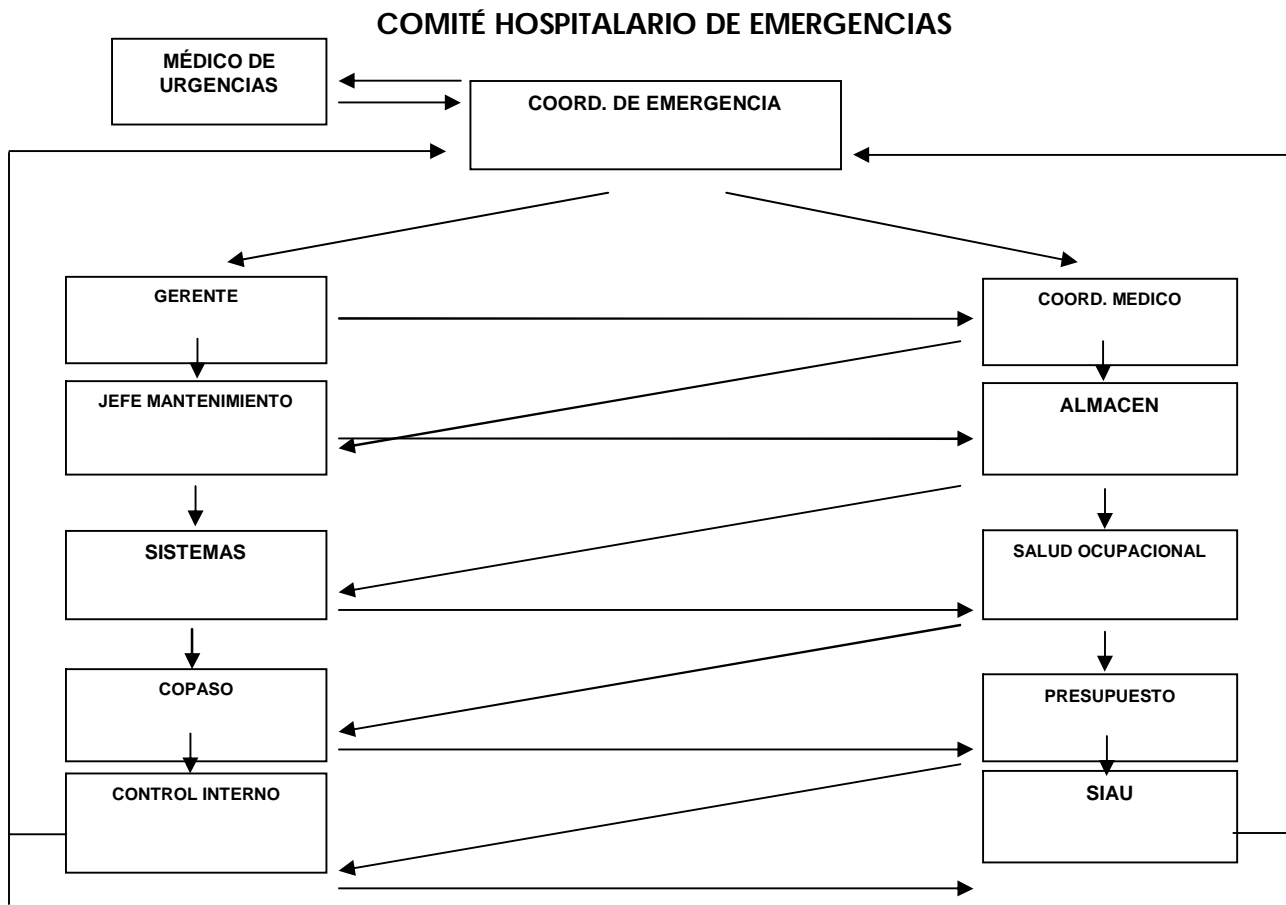 COMITÉ HOSPITALARIO DE EMERGENCIAS
MÉDICO DE
URGENCIAS
COORD. DE EMERGENCIA
GERENTE
COORD. MEDICO
JEFE MANTENIMIENTO
ALMACEN
SISTEMAS
SALUD OCUPACIONAL
COPASO
PRESUPUESTO
CONTROL INTERNO
SIAU